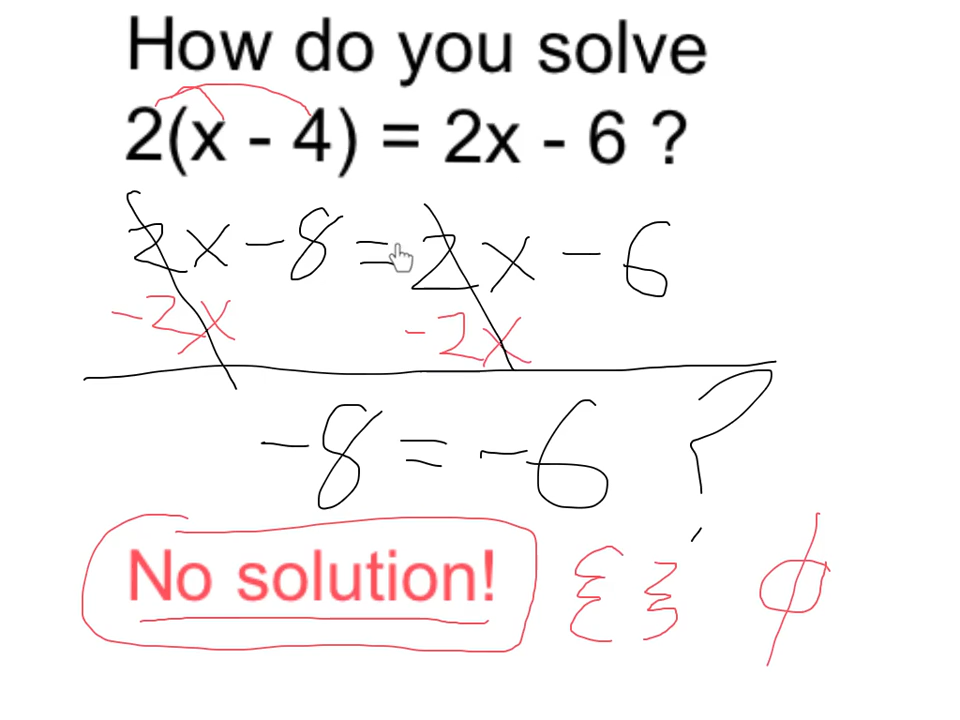 How do you solve
2(x - 4) = 2x - 6 ?
2x - 8 = 2x - 6
-2x -2x
-8 = -6 ?
No solution! { } ϕ